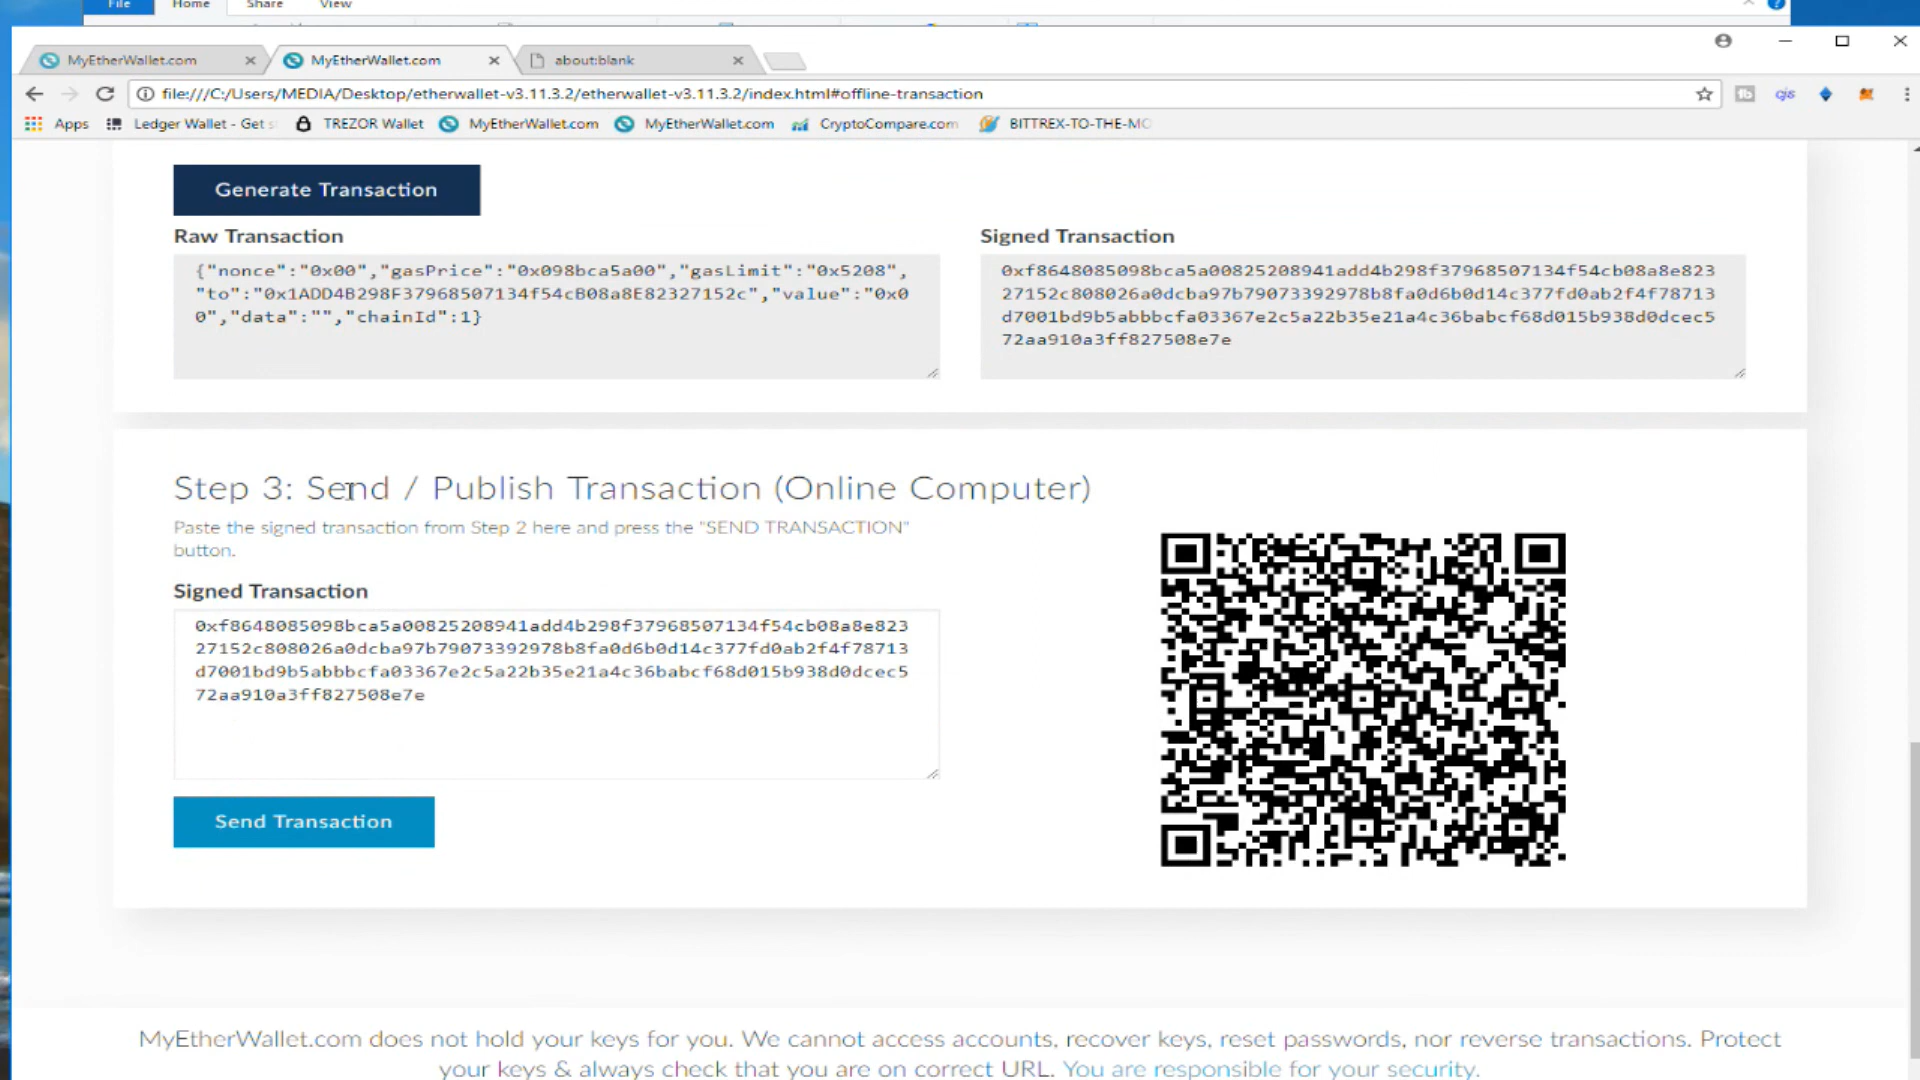 File Home Share View
MyEtherWallet.com MyEtherWallet.com about:blank
file:///C:/Users/MEDIA/Desktop/etherwallet-v3.11.3.2/etherwallet-v3.11.3.2/index.html#offline-transaction
Apps Ledger Wallet - Get s TREZOR Wallet MyEtherWallet.com MyEtherWallet.com CryptoCompare.com BITTREX-TO-THE-MO
Generate Transaction
Raw Transaction
{"nonce":"0x00","gasPrice":"0x098bca5a00","gasLimit":"0x5208",
"to":"0x1ADD4B298F37968507134f54cB08a8E82327152c","value":"0x0
0","data":"","chainId":1}
Signed Transaction
0xf8648085098bca5a00825208941add4b298f37968507134f54cb08a8e823
27152c808026a0dcba97b79073392978b8fa0d6b0d14c377fd0ab2f4f78713
d7001bd9b5abbbcfa03367e2c5a22b35e21a4c36babcf68d015b938d0dcec5
72aa910a3ff827508e7e
Step 3: Send / Publish Transaction (Online Computer)
Paste the signed transaction from Step 2 here and press the "SEND TRANSACTION"
button.
Signed Transaction
0xf8648085098bca5a00825208941add4b298f37968507134f54cb08a8e823
27152c808026a0dcba97b79073392978b8fa0d6b0d14c377fd0ab2f4f78713
d7001bd9b5abbbcfa03367e2c5a22b35e21a4c36babcf68d015b938d0dcec5
72aa910a3ff827508e7e
Send Transaction
MyEtherWallet.com does not hold your keys for you. We cannot access accounts, recover keys, reset passwords, nor reverse transactions. Protect
your keys & always check that you are on correct URL. You are responsible for your security.